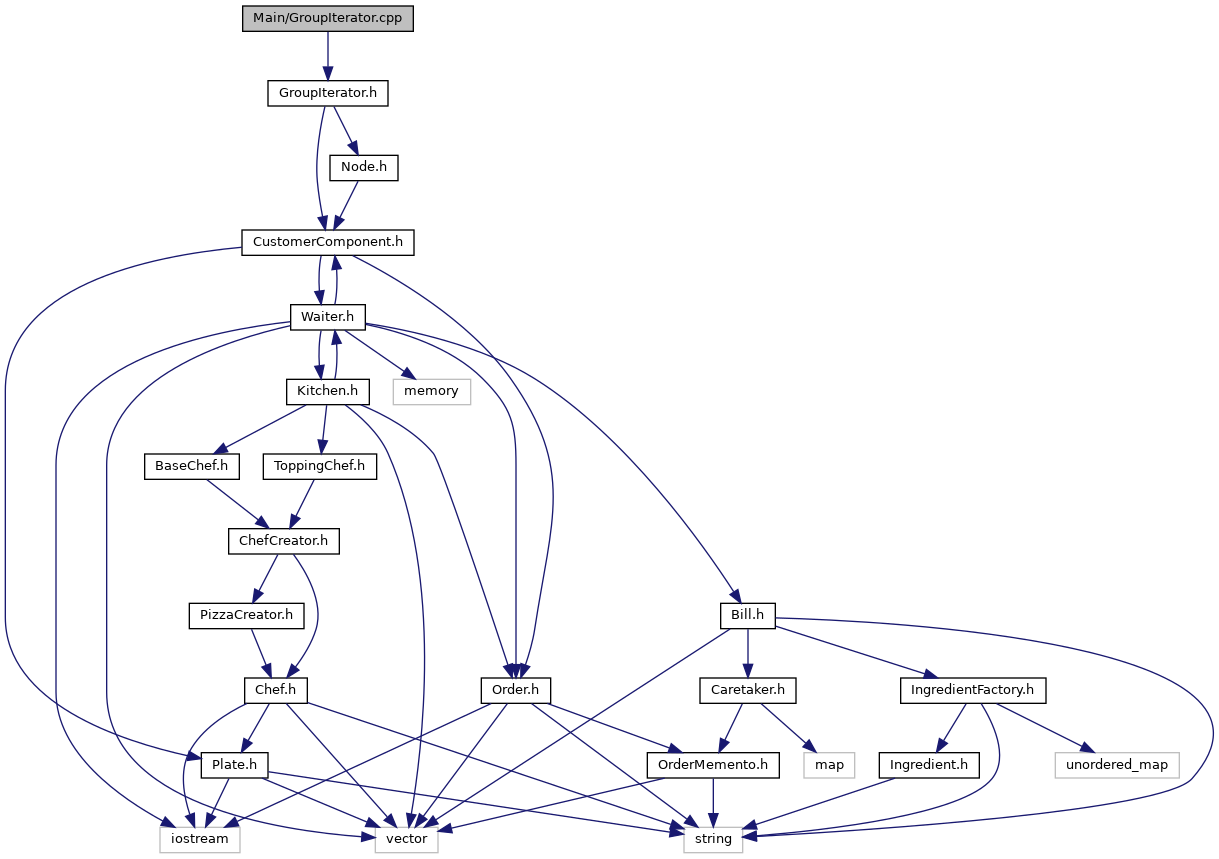 Main/GroupIterator.cpp
GroupIterator.h
Node.h
CustomerComponent.h
Waiter.h
Kitchen.h
memory
BaseChef.h
ToppingChef.h
ChefCreator.h
PizzaCreator.h
Bill.h
Chef.h
Order.h
Caretaker.h
IngredientFactory.h
Plate.h
OrderMemento.h
map
Ingredient.h
unordered_map
iostream
vector
string